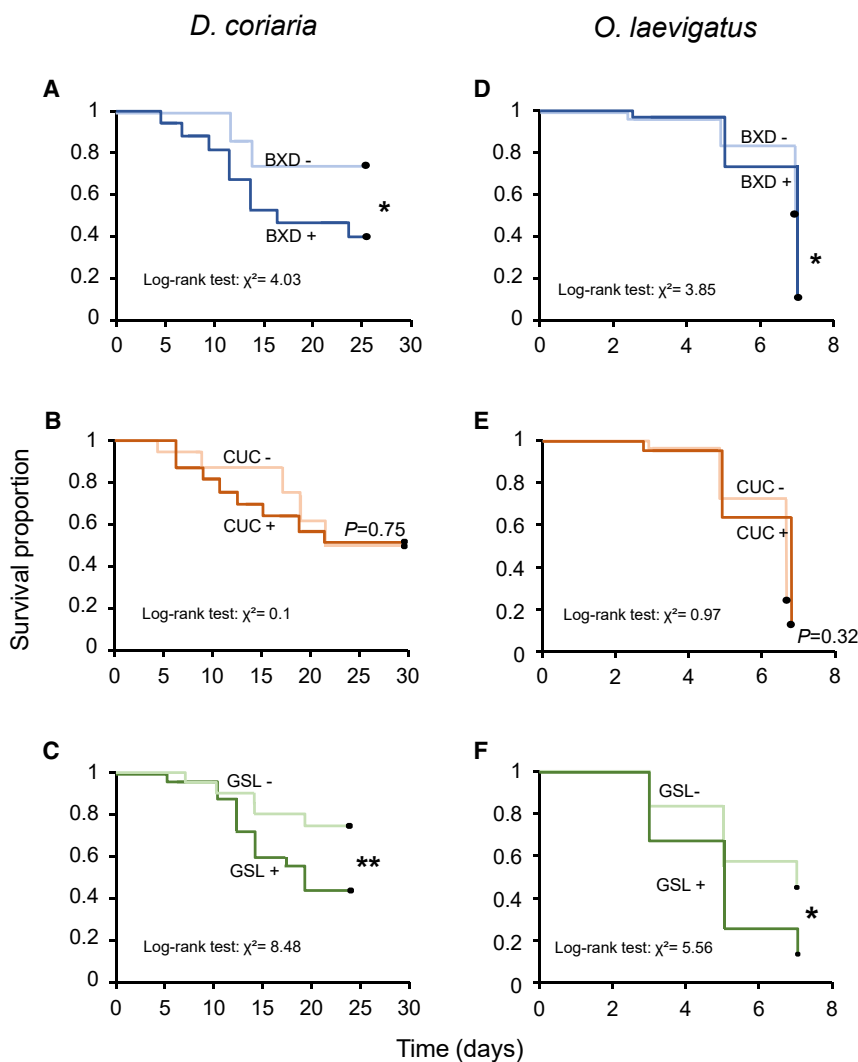 D. coriaria
O. laevigatus
A
1
0.8
0.6
0.4
0.2
0
BXD -
BXD +
*
Log-rank test: χ²= 4.03
0 5 10 15 20 25 30
D
1
0.8
0.6
0.4
0.2
0
BXD -
BXD +
*
Log-rank test: χ²= 3.85
0 2 4 6 8
B
1
0.8
0.6
0.4
0.2
0
CUC -
CUC +
P=0.75
Log-rank test: χ²= 0.1
0 5 10 15 20 25 30
E
1
0.8
0.6
0.4
0.2
0
CUC -
CUC +
Log-rank test: χ²= 0.97
P=0.32
0 2 4 6 8
Survival proportion
C
1
0.8
0.6
0.4
0.2
0
GSL -
GSL +
**
Log-rank test: χ²= 8.48
0 5 10 15 20 25 30
F
1
0.8
0.6
0.4
0.2
0
GSL-
GSL +
*
Log-rank test: χ²= 5.56
0 2 4 6 8
Time (days)